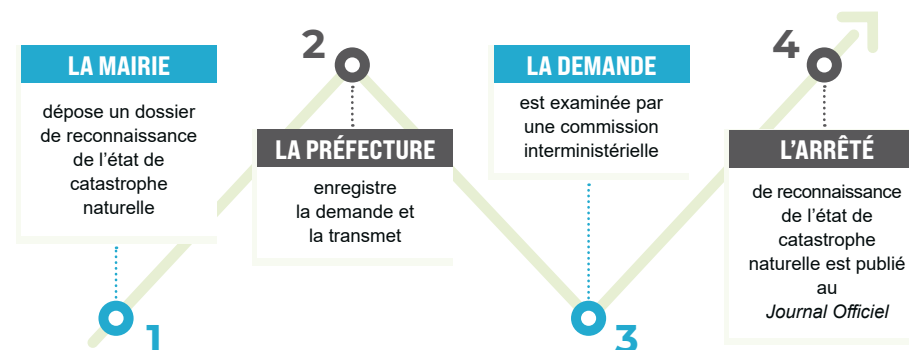 1
LA MAIRIE
dépose un dossier
de reconnaissance
de l'état de
catastrophe
naturelle
2
LA PRÉFECTURE
enregistre
la demande et
la transmet
3
LA DEMANDE
est examinée par
une commission
interministérielle
4
L'ARRÊTÉ
de reconnaissance
de l'état de
catastrophe
naturelle est publié
au
Journal Officiel